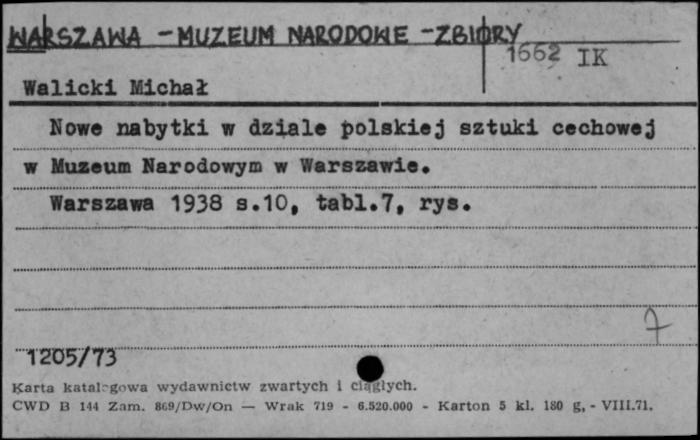 WARSZAWA - MUZEUM NARODOWE - ZBIORY
1662 IK
Walicki Michał
Nowe nabytki w dziale polskiej sztuki cechowej
w Muzeum Narodowym w Warszawie.
Warszawa 1938 s.10, tabl.7, rys.
7
1205/73
Karta katalogowa wydawnictw zwartych i ciągłych.
CWD B 144 Zam. 869/Dw/On — Wrak 719 - 6.520.000 - Karton 5 kl. 180 g, - VIII.71.